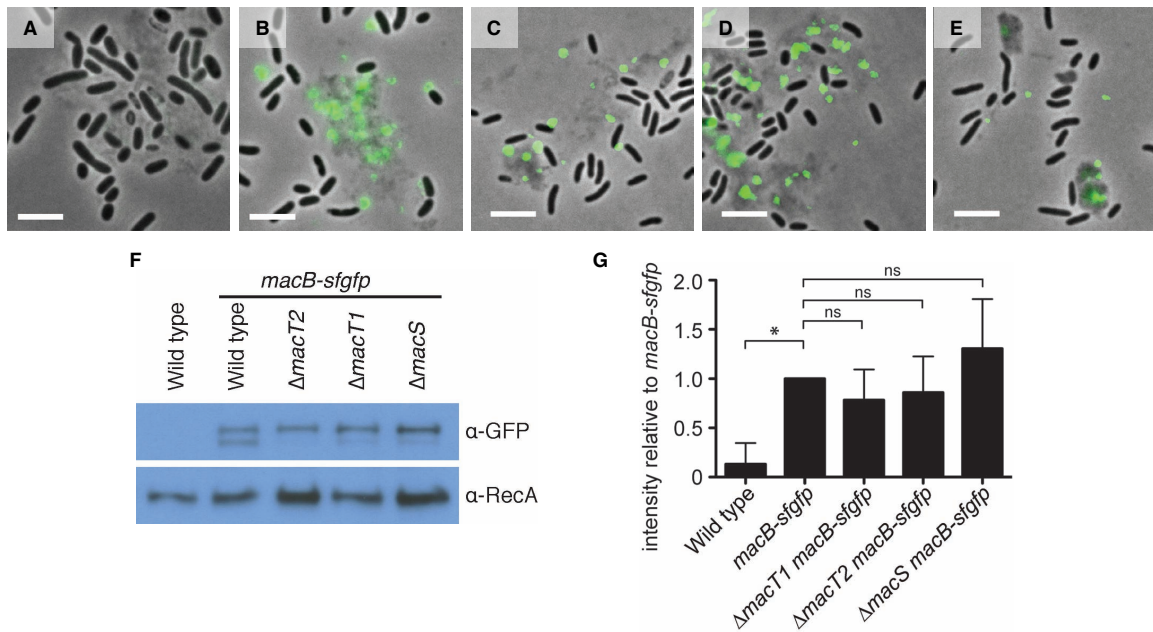 A B C D E
F
macB-sfgfp
Wild type Wild type ΔmacT2 ΔmacT1 ΔmacS
α-GFP
α-RecA
G
intensity relative to macB-sfgfp
2.0
1.5
1.0
0.5
0
ns
ns
ns
*
Wild type
macB-sfgfp
ΔmacT1 macB-sfgfp
ΔmacT2 macB-sfgfp
ΔmacS macB-sfgfp